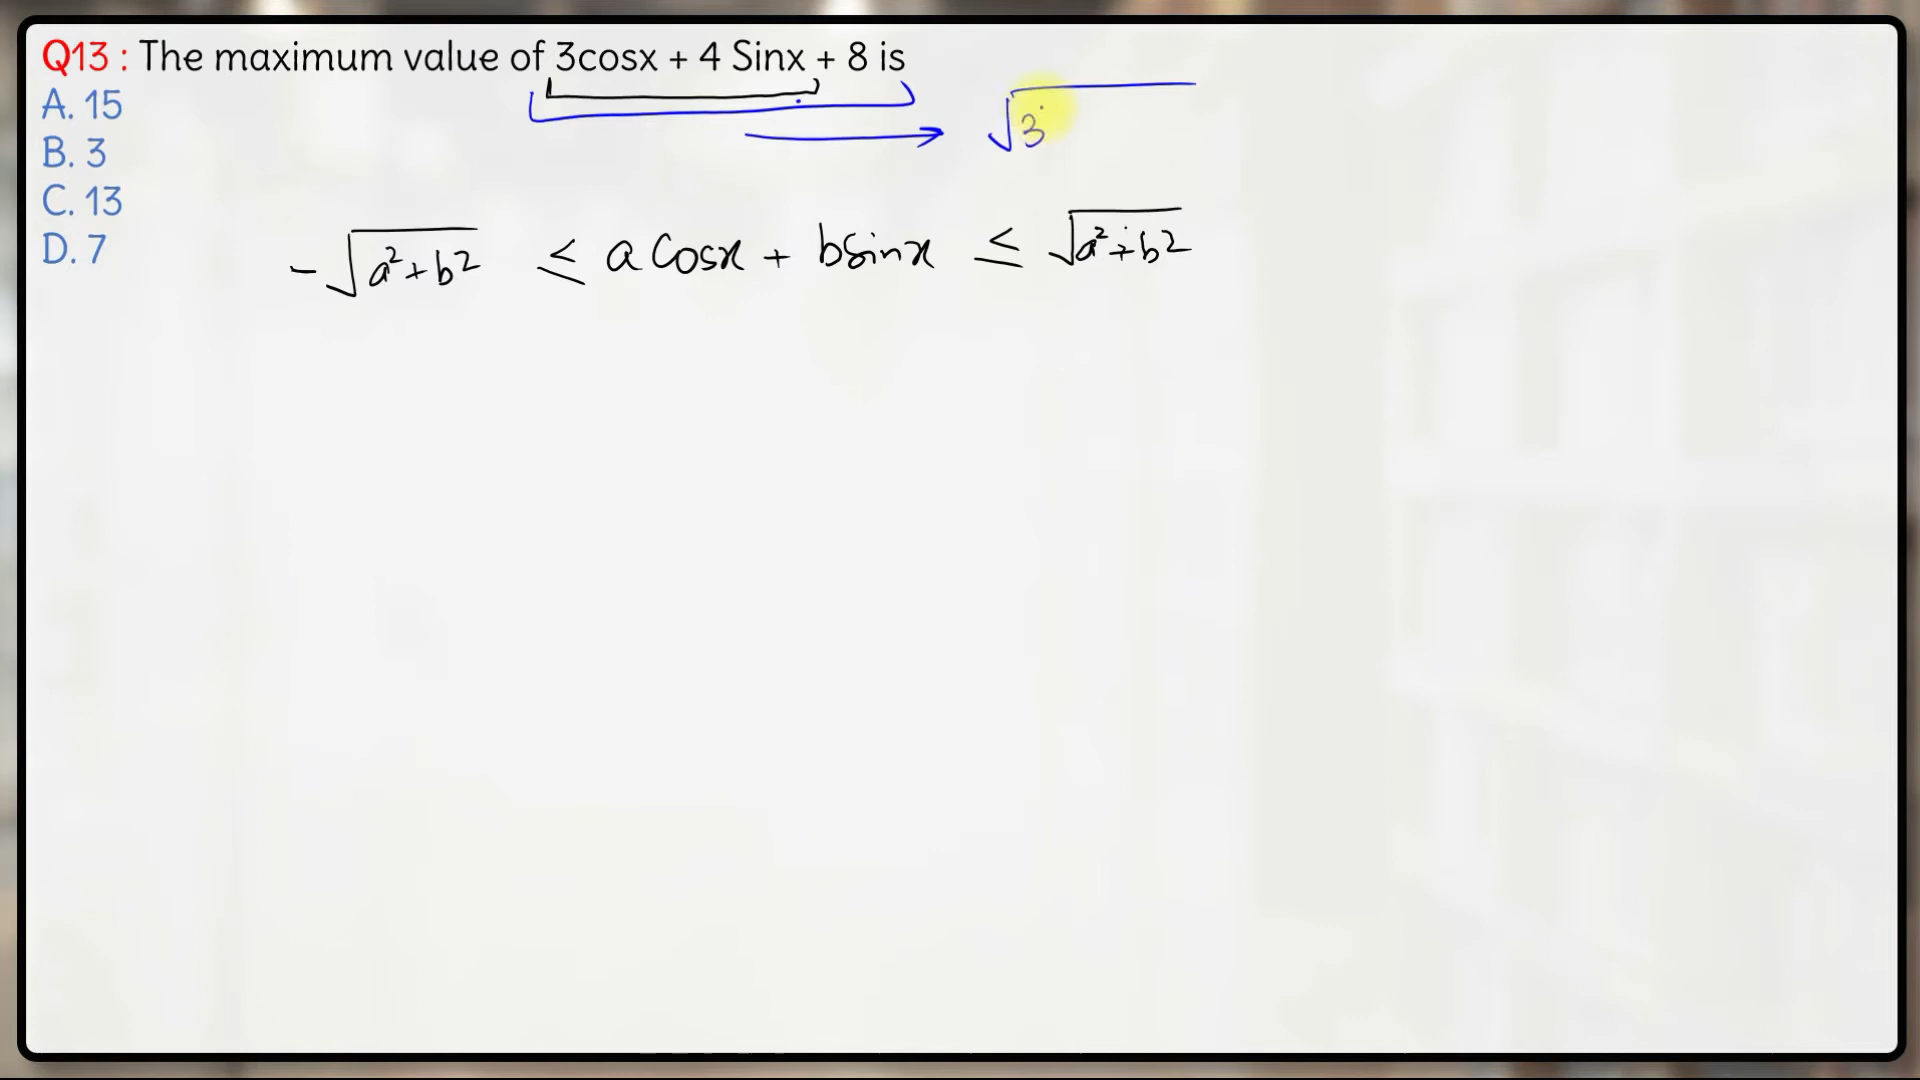 Q13 : The maximum value of 3cosx + 4 Sinx + 8 is
A. 15
B. 3
C. 13
D. 7
√3
-√a²+b² ≤ a Cosx + bsinx ≤ √a²+b²